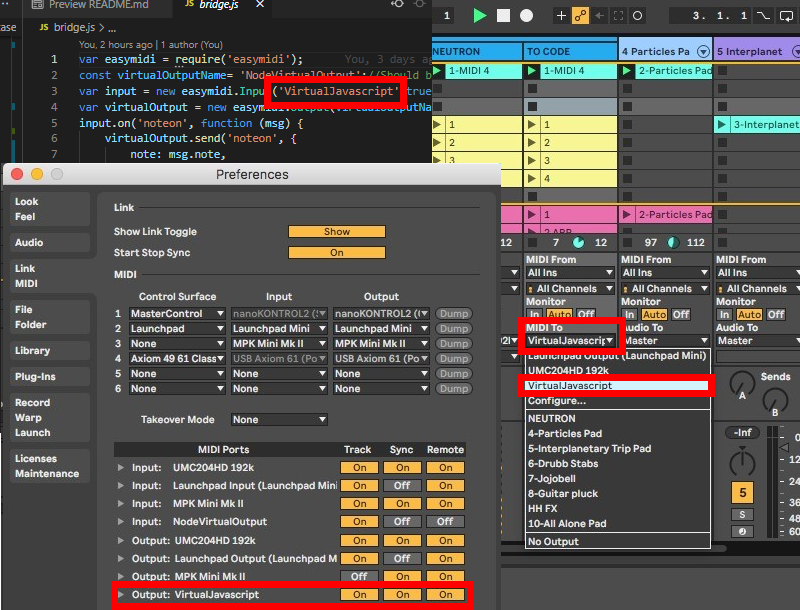 Preview README.md
JS bridge.js
JS bridge.js > ...
You, 2 hours ago | 1 author (You)
1 var easymidi = require('easymidi'); You, 3 days ag
2 const virtualOutputName= 'NodeVirtualOutput';//Should b
3 var input = new easymidi.Input('VirtualJavascript' true
4 var virtualOutput = new easymidi.Output(virtualOutputNa
5 input.on('noteon', function (msg) {
6 virtualOutput.send('noteon', {
7 note: msg.note,
Preferences
Look
Feel
Audio
Link
MIDI
File
Folder
Library
Plug-Ins
Record
Warp
Launch
Licenses
Maintenance
Link
Show Link Toggle Show
Start Stop Sync On
MIDI
Control Surface Input Output
1 MasterControl nanoKONTROL2 (S nanoKONTROL2 (C Dump
2 Launchpad Launchpad Mini Launchpad Mini Dump
3 None MPK Mini Mk II MPK Mini Mk II Dump
4 Axiom 49 61 Class USB Axiom 61 (Po USB Axiom 61 (Po Dump
5 None None None Dump
6 None None None Dump
Takeover Mode None
MIDI Ports Track Sync Remote
Input: UMC204HD 192k On On On
Input: Launchpad Input (Launchpad Mini On Off On
Input: MPK Mini Mk II On On On
Input: NodeVirtualOutput On Off Off
Output: UMC204HD 192k On On On
Output: Launchpad Output (Launchpad M On Off On
Output: MPK Mini Mk II Off On On
Output: VirtualJavascript On On On
1
3. 1. 1
NEUTRON TO CODE 4 Particles Pa 5 Interplanet
1-MIDI 4 1-MIDI 4 2-Particles Pad
1 1 3-Interplanet
2 2
3 3
4 4
1 1 2-Particles Pad
2 ARP
12 7 12 97 112
MIDI From MIDI From MIDI From
All Ins All Ins All Ins
All Channels All Channels All Channels
Monitor Monitor Monitor
In Auto Off In Auto Off In Auto Off
MIDI To Audio To Audio To
VirtualJavascrip Master Master
Launchpad Output (Launchpad Mini)
UMC204HD 192k
VirtualJavascript
Configure...
NEUTRON
4-Particles Pad
5-Interplanetary Trip Pad
6-Drubb Stabs
7-Jojobell
8-Guitar pluck
HH FX
10-All Alone Pad
No Output
Sends
A
B
-Inf
5
S
0
12
24
36
48
60